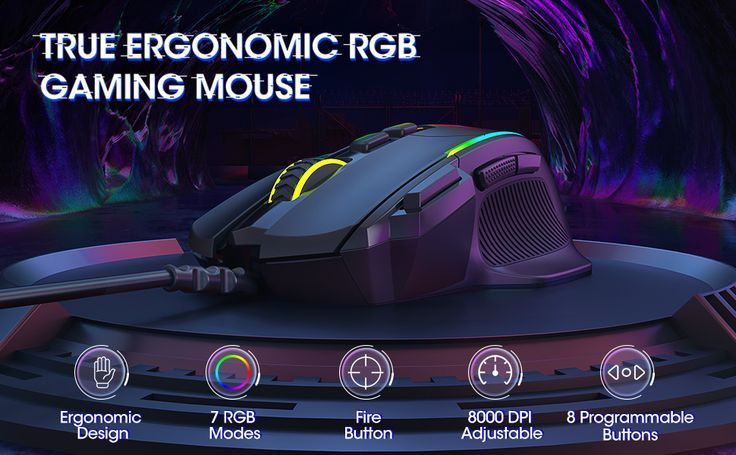 TRUE ERGONOMIC RGB
GAMING MOUSE
Ergonomic
Design
7 RGB
Modes
Fire
Button
8000 DPI
Adjustable
8 Programmable
Buttons